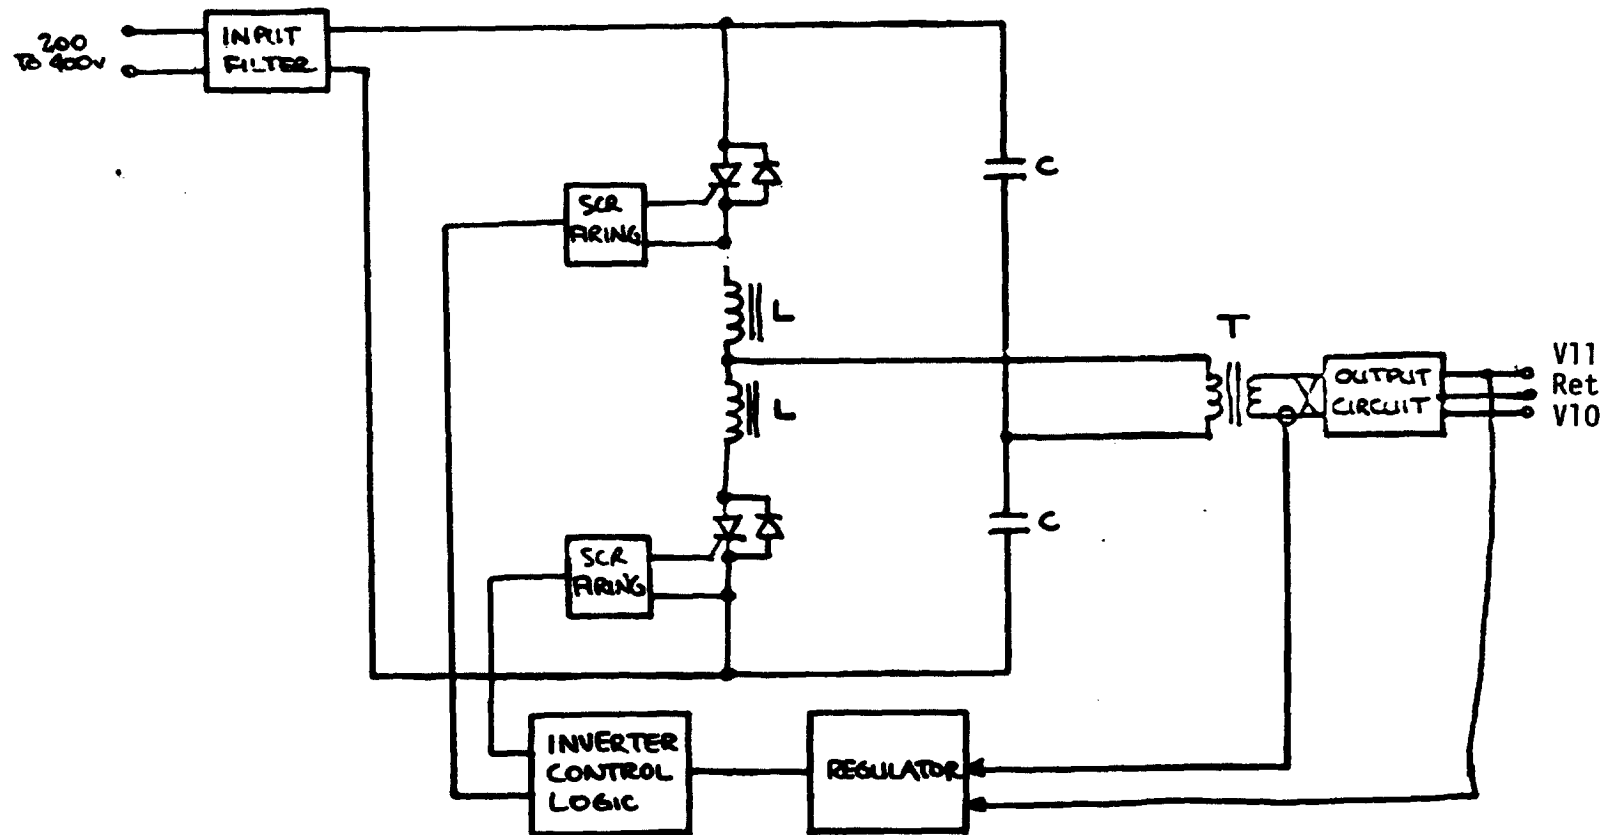 200
TO 400V
INPUT
FILTER
C
SCR
FIRING
L
T
V11
Ret
V10
OUTPUT
CIRCUIT
L
C
SCR
FIRING
INVERTER
CONTROL
LOGIC
REGULATOR